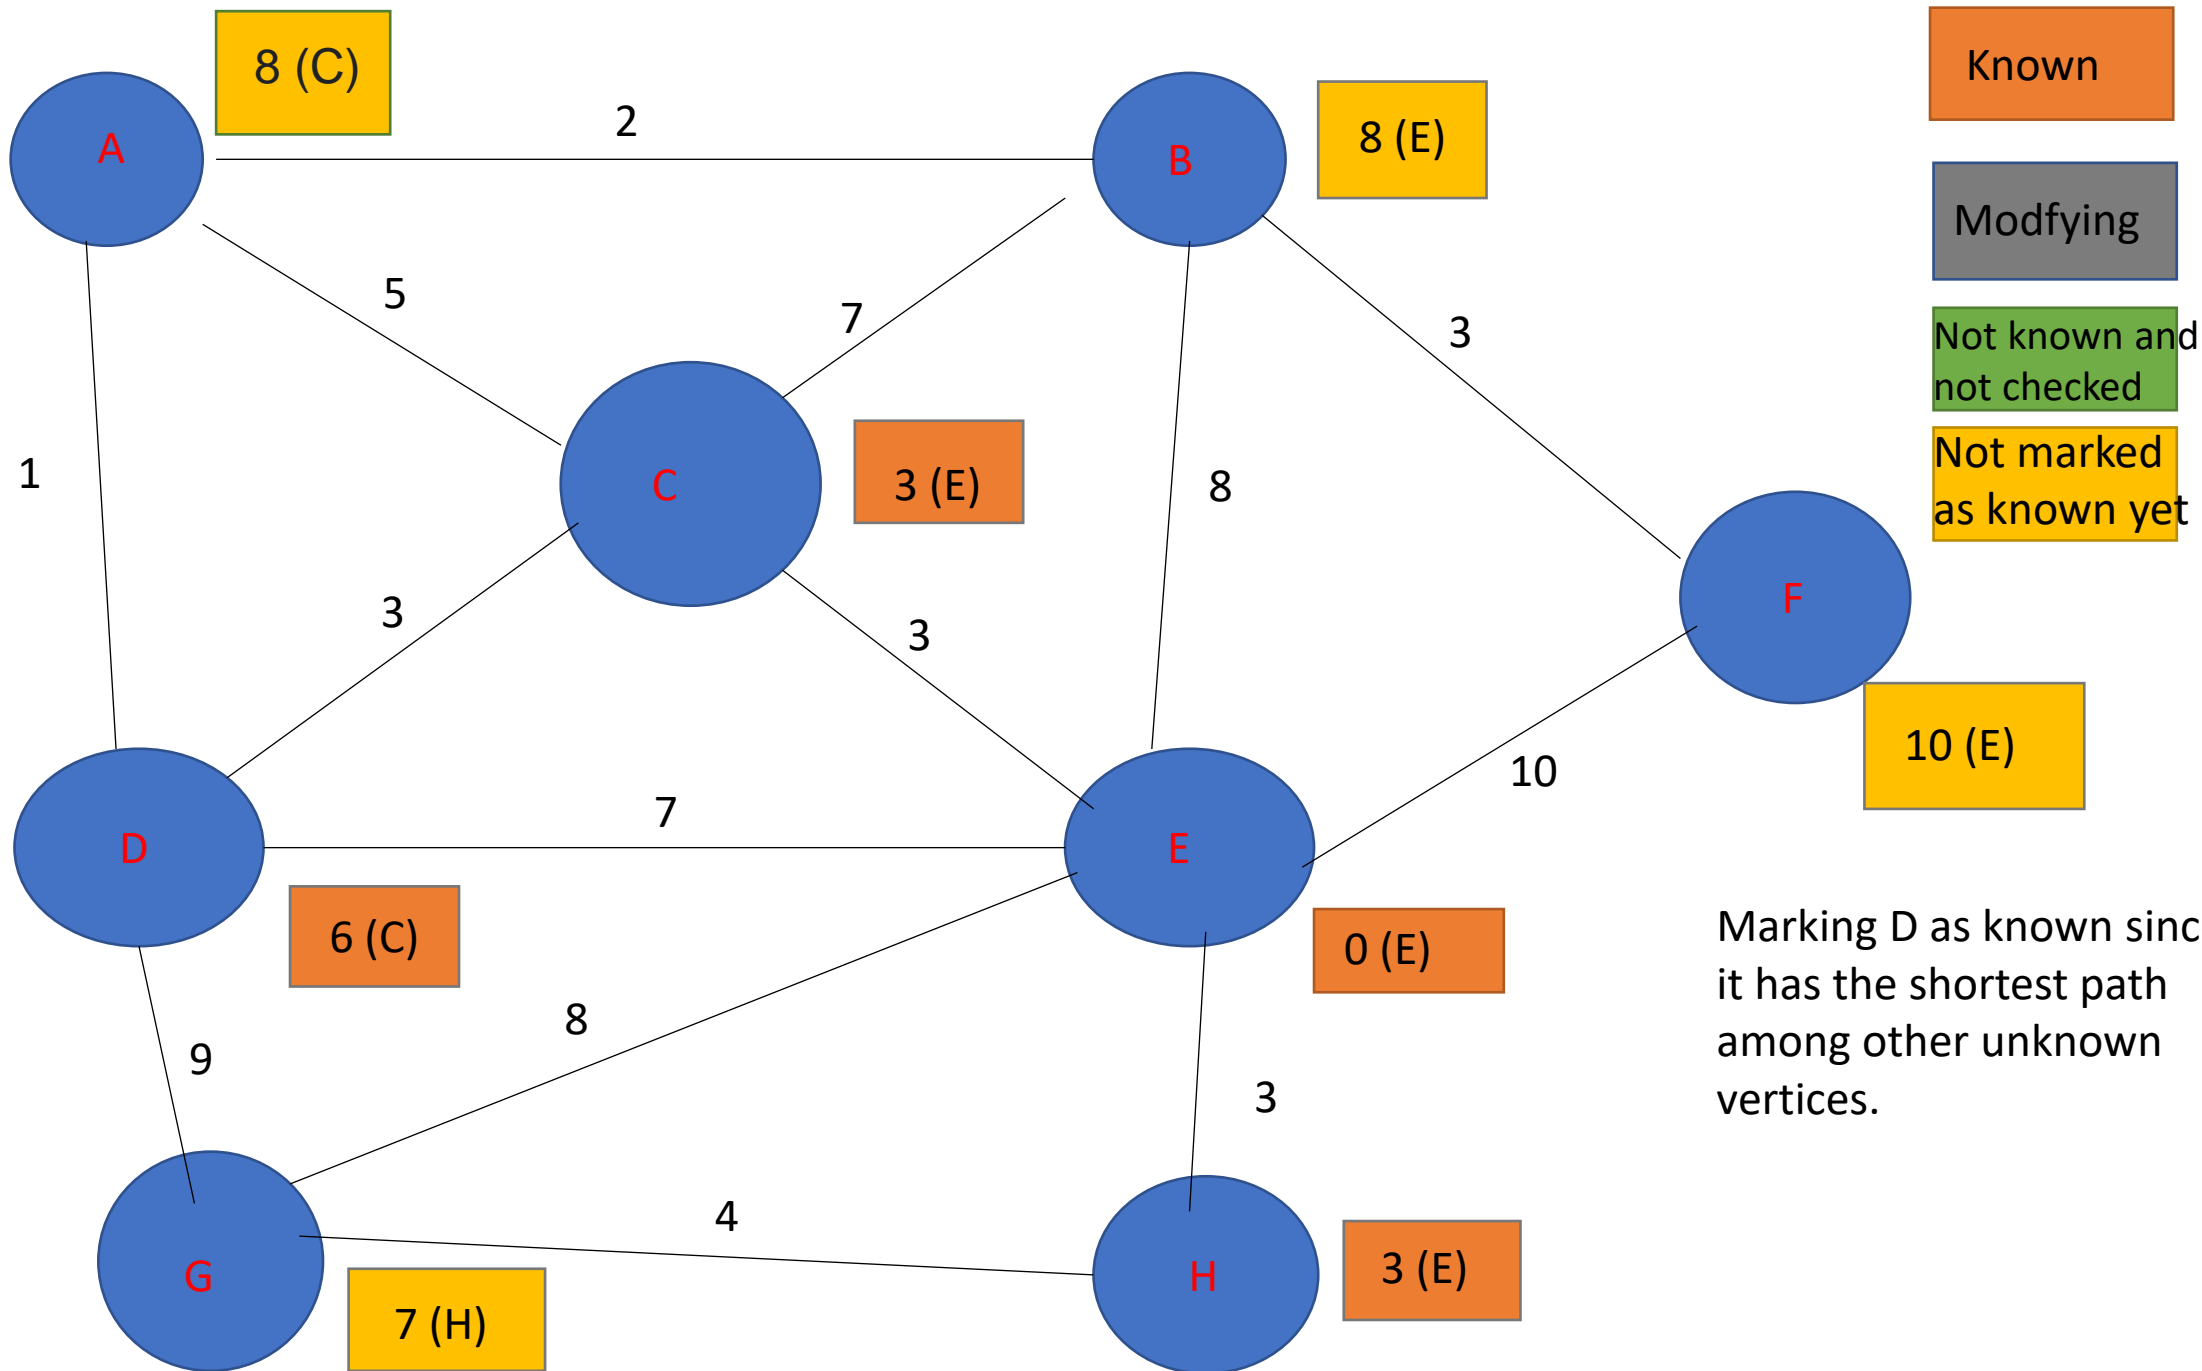 8 (C)
Known
A
2
B
8 (E)
Modfying
5
7
3
Not known and
not checked
1
C
3 (E)
8
Not marked
as known yet
3
3
F
10 (E)
D
7
E
10
6 (C)
0 (E)
Marking D as known sinc
it has the shortest path
among other unknown
vertices.
9
8
3
4
G
7 (H)
H
3 (E)